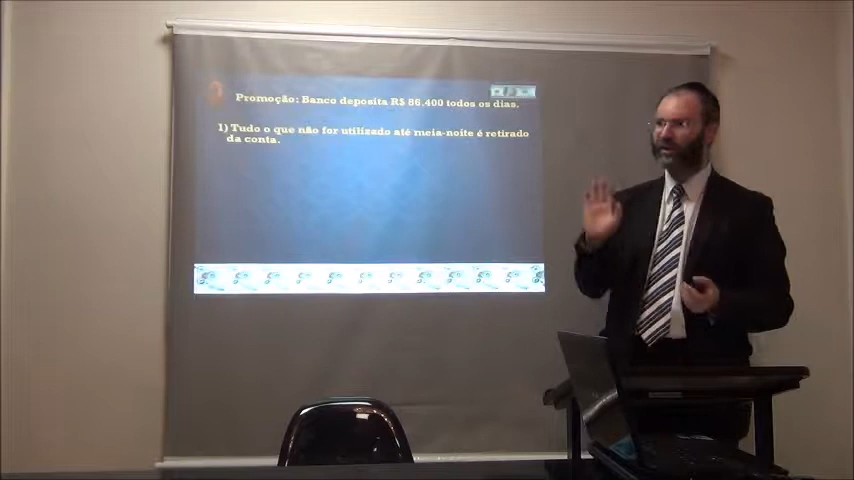 Promoção: Banco deposita R$ 86.400 todos os dias.
1) Tudo o que não for utilizado até meia-noite é retirado
da conta.